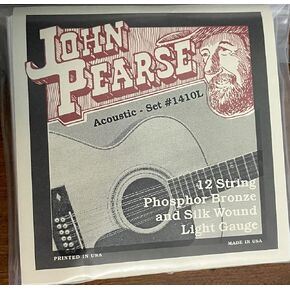 JOHN
PEARSE
Acoustic - Set #1410L
12 String
Phosphor Bronze
and Silk Wound
Light Gauge
PRINTED IN USA
MADE IN USA